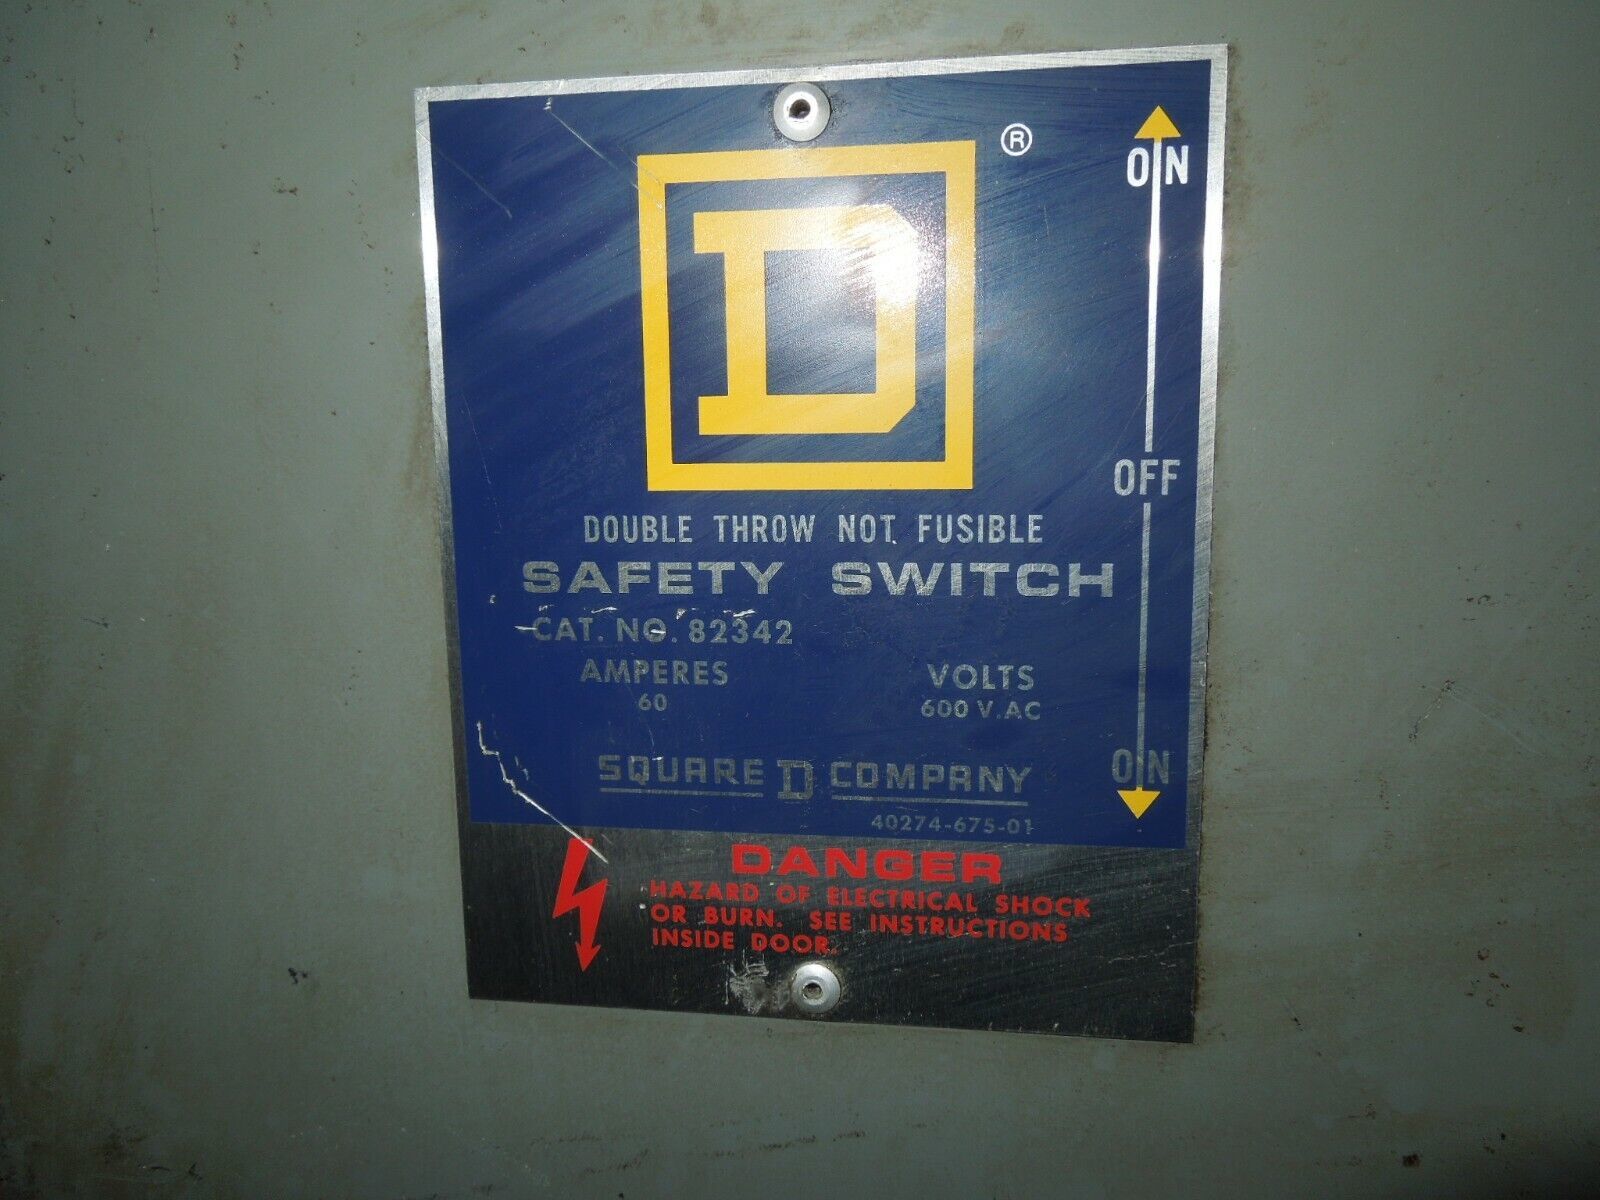 D ®
ON
OFF
ON
DOUBLE THROW NOT FUSIBLE
SAFETY SWITCH
CAT. NO. 82342
AMPERES VOLTS
60 600 V.AC
SQUARE D COMPANY
40274-675-01
DANGER
HAZARD OF ELECTRICAL SHOCK
OR BURN. SEE INSTRUCTIONS
INSIDE DOOR.